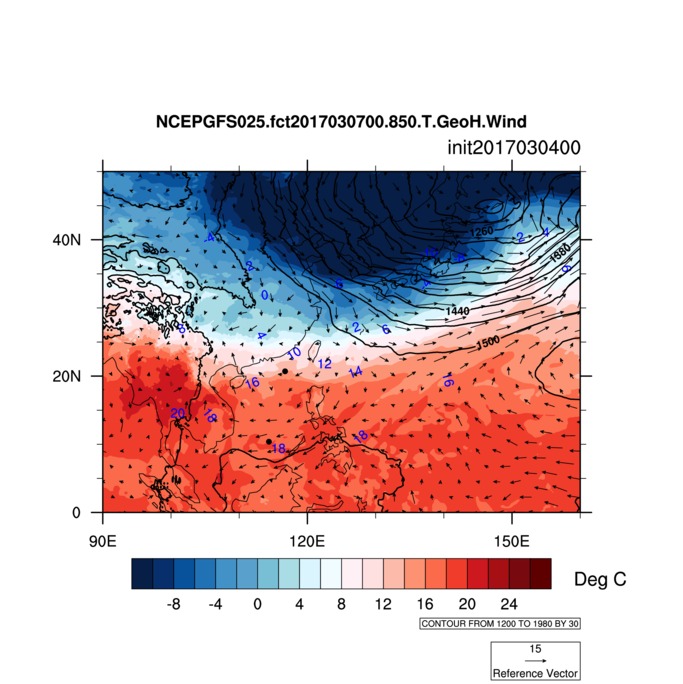 NCEPGFS025.fct2017030700.850.T.GeoH.Wind
init2017030400
40N
20N
0
90E
120E
150E
1260
1380
1440
1500
-4
-2
0
2
4
6
10
12
14
16
16
18
18
18
20
-8 -4 0 4 8 12 16 20 24
Deg C
CONTOUR FROM 1200 TO 1980 BY 30
15
Reference Vector